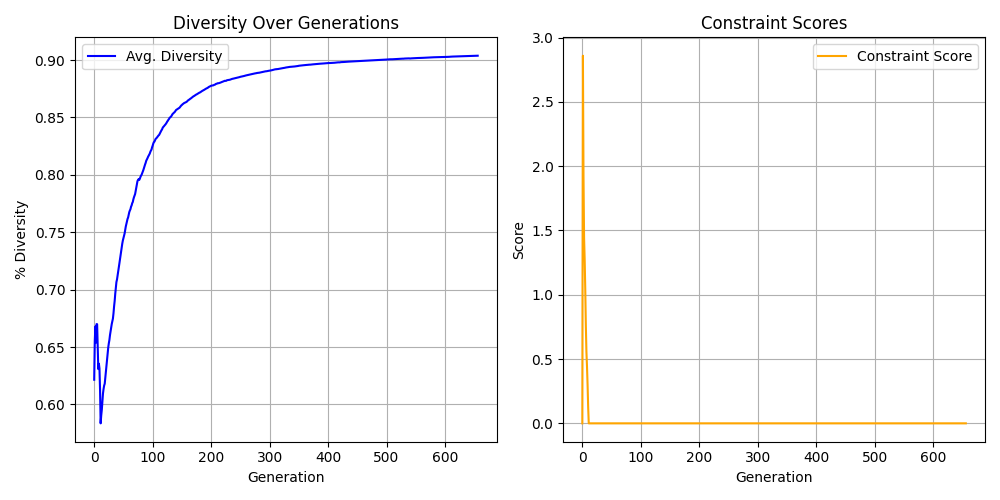 Diversity Over Generations
Avg. Diversity
% Diversity
0.90
0.85
0.80
0.75
0.70
0.65
0.60
0 100 200 300 400 500 600
Generation
Constraint Scores
Constraint Score
Score
3.0
2.5
2.0
1.5
1.0
0.5
0.0
0 100 200 300 400 500 600
Generation